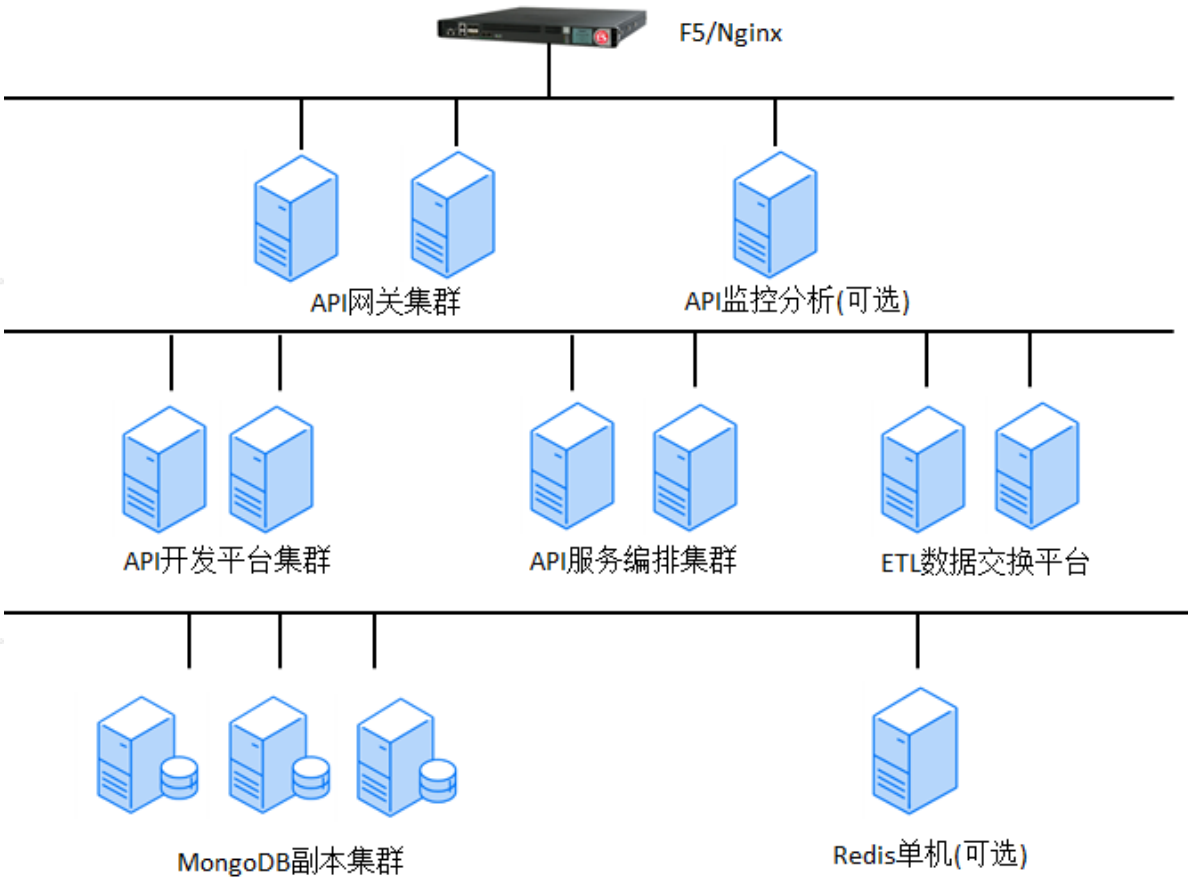 F5/Nginx
API网关集群
API监控分析(可选)
API开发平台集群
API服务编排集群
ETL数据交换平台
MongoDB副本集群
Redis单机(可选)